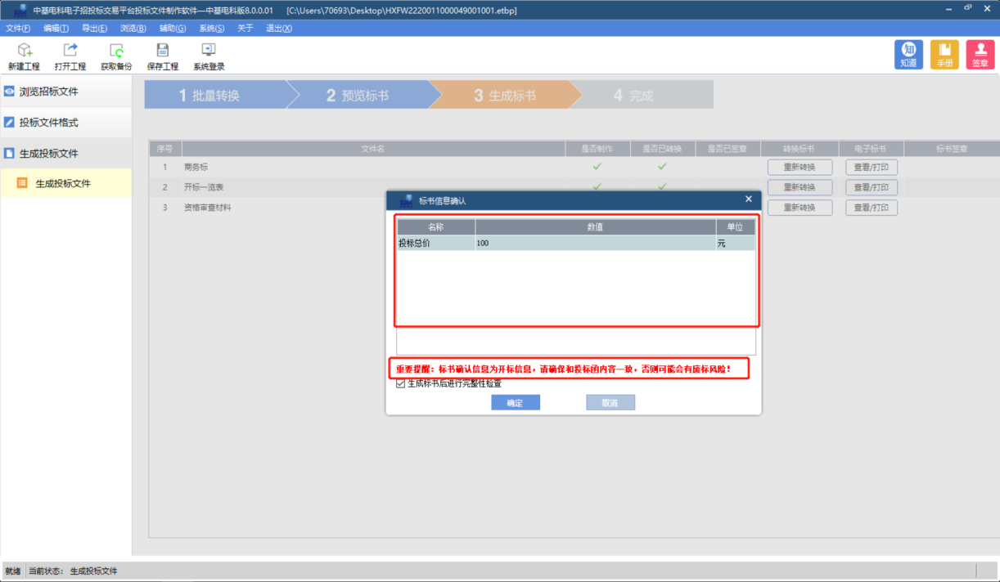 中基电科电子招投标交易平台投标文件制作软件—中基电科版8.0.0.01 [C:\Users\70693\Desktop\HXFW2220011000049001001.etbp]
文件(F) 编辑(T) 导出(E) 浏览(B) 辅助(G) 系统(S) 关于 退出(X)
新建工程 打开工程 获取备份 保存工程 系统登录
知
知道 手册 签章
浏览招标文件
投标文件格式
生成投标文件
生成投标文件
1 批量转换 2 预览标书 3 生成标书 4 完成
序号 文件名 是否制作 是否已转换 是否已签章 转换标书 电子标书 标书签章
1 商务标 重新转换 查看/打印
2 开标一览表 重新转换 查看/打印
3 资格审查材料 重新转换 查看/打印
标书信息确认
名称 数值 单位
投标总价 100 元
重要提醒：标书确认信息为开标信息，请确保和投标函内容一致，否则可能会有废标风险！
生成标书后进行完整性检查
确定 取消
就绪 当前状态： 生成投标文件